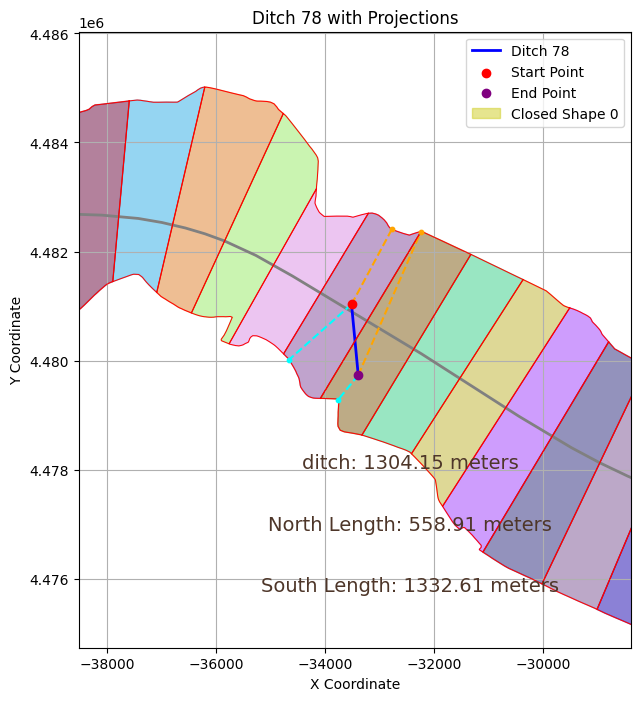 Ditch 78 with Projections
1e6
Ditch 78
Start Point
End Point
Closed Shape 0
4.486
4.484
4.482
4.480
4.478
4.476
Y Coordinate
ditch: 1304.15 meters
North Length: 558.91 meters
South Length: 1332.61 meters
−38000
−36000
−34000
−32000
−30000
X Coordinate